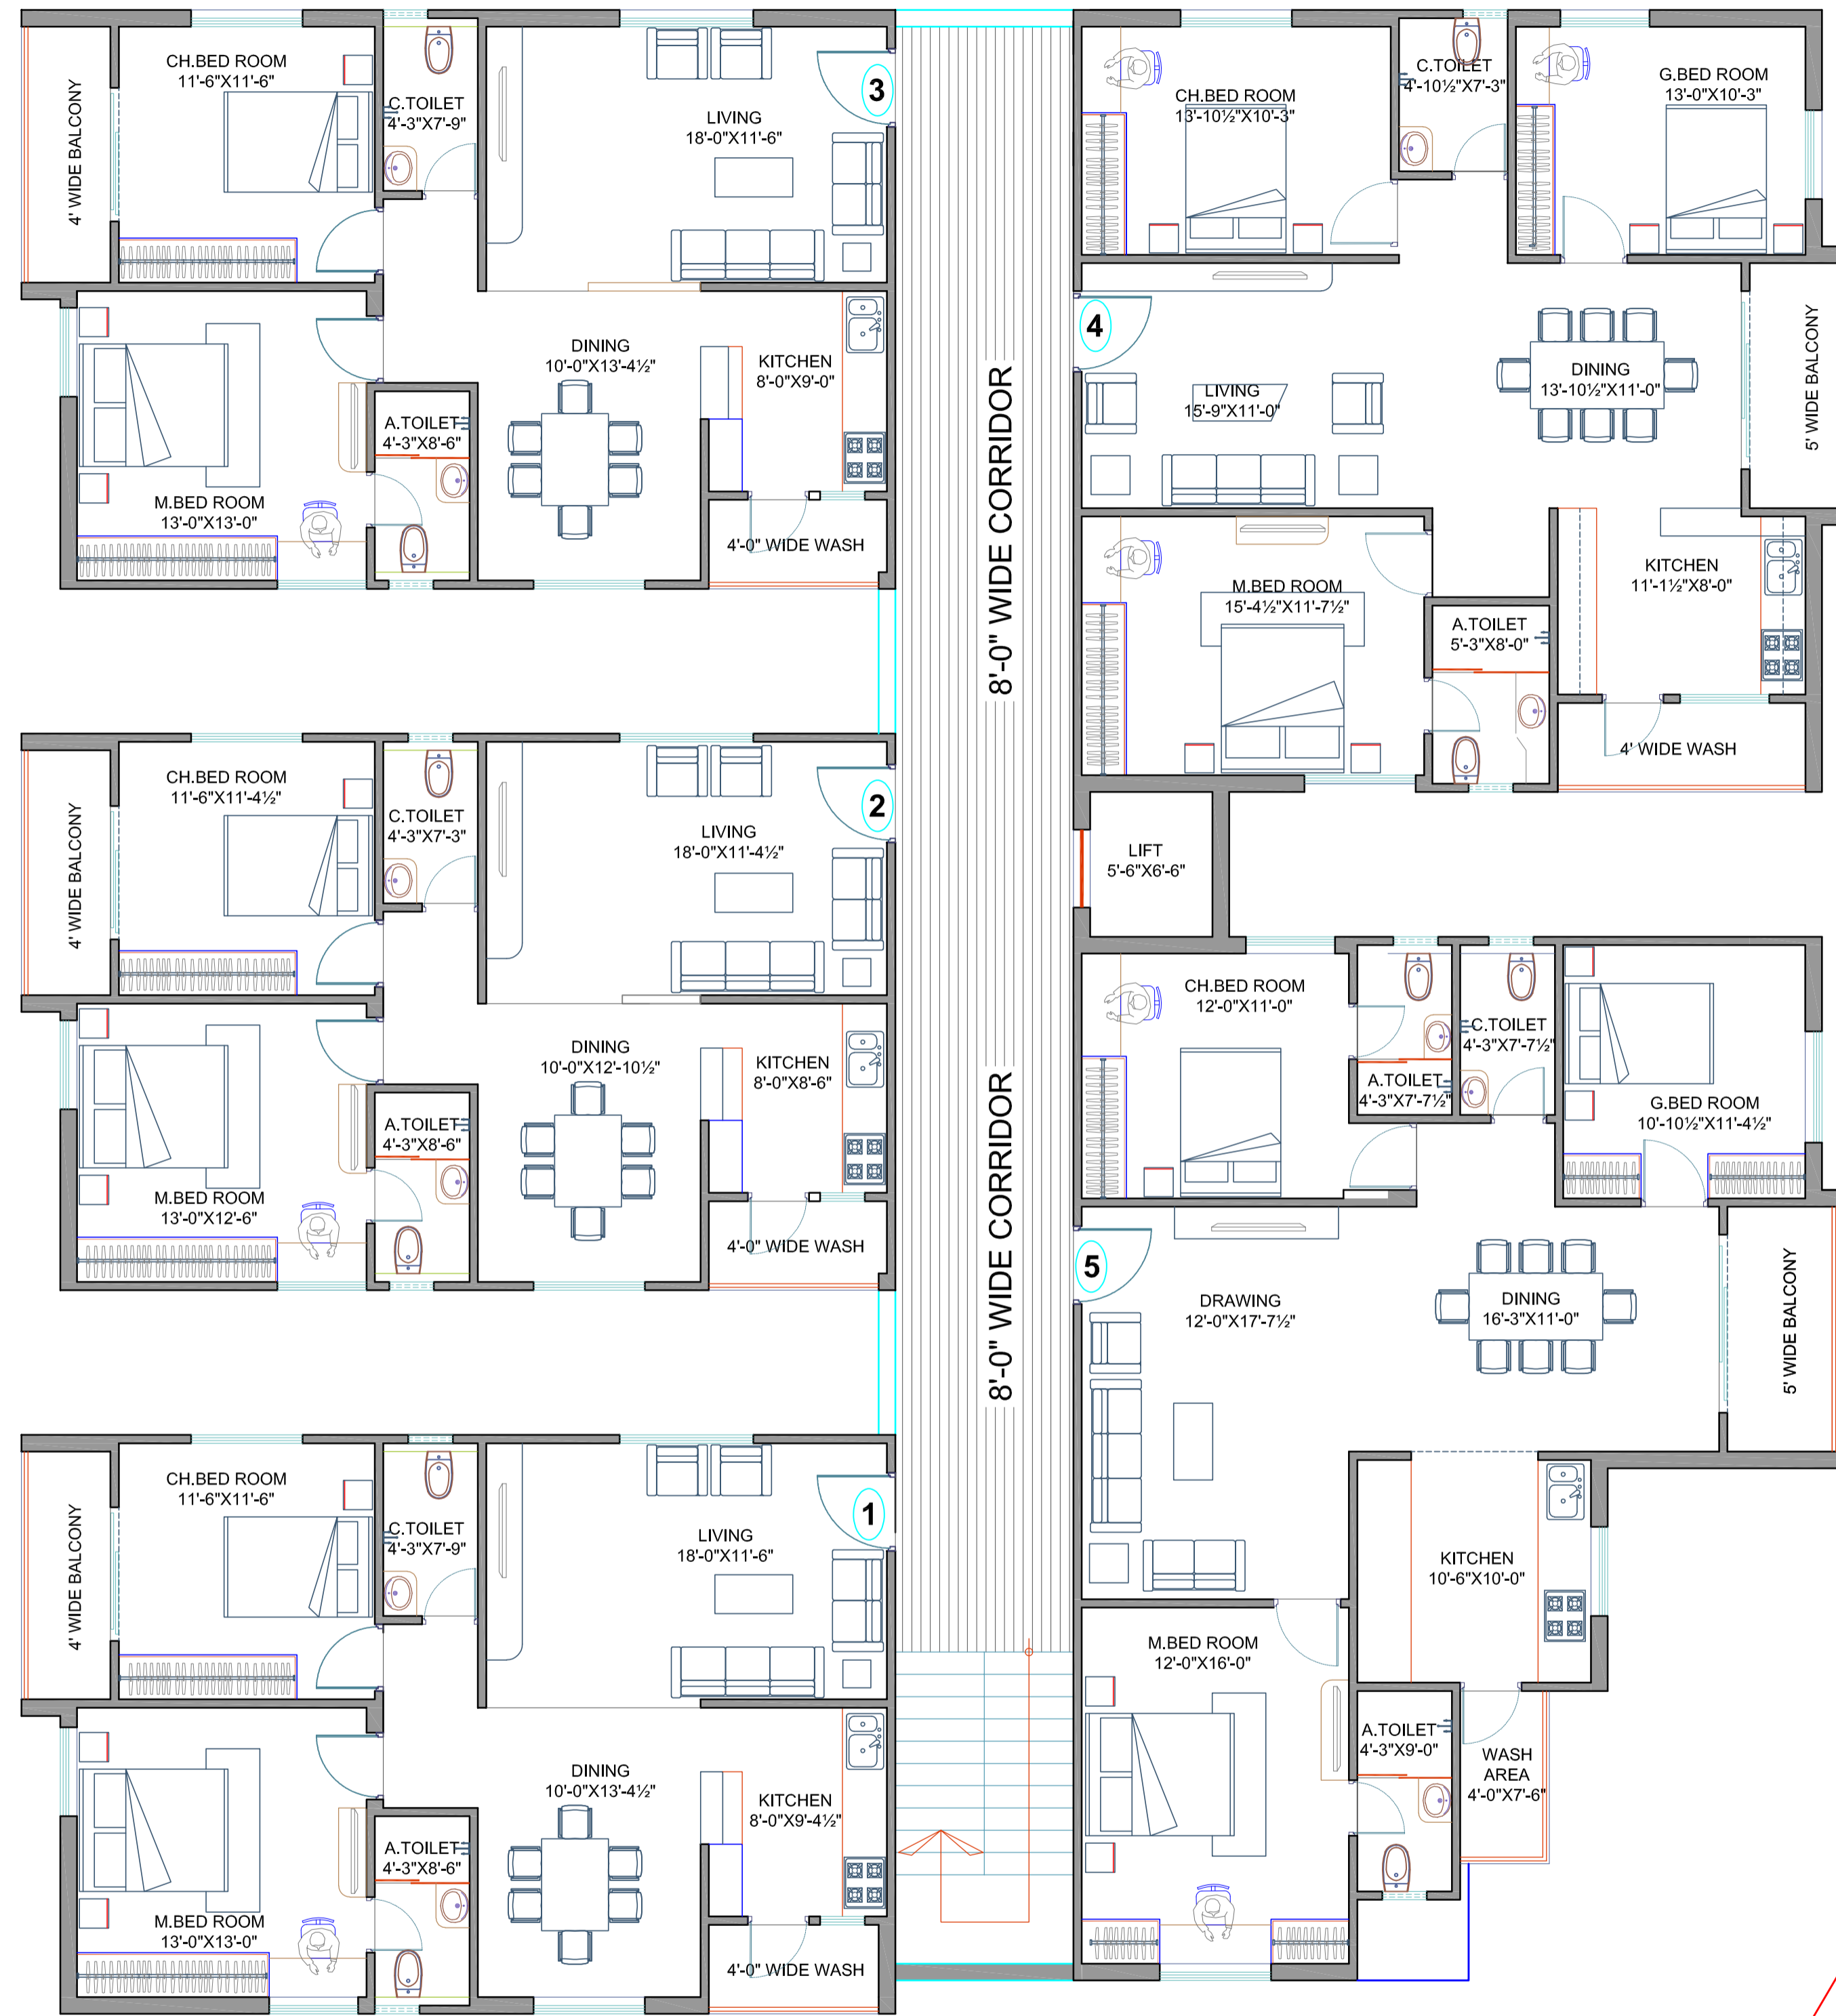 CH.BED ROOM
11'-6"X11'-6"
4' WIDE BALCONY
C.TOILET
4'-3"X7'-9"
LIVING
18'-0"X11'-6"
3
DINING
10'-0"X13'-4½"
KITCHEN
8'-0"X9'-0"
A.TOILET
4'-3"X8'-6"
M.BED ROOM
13'-0"X13'-0"
4'-0" WIDE WASH
8'-0" WIDE CORRIDOR
CH.BED ROOM
13'-10½"X10'-3"
C.TOILET
4'-10½"X7'-3"
G.BED ROOM
13'-0"X10'-3"
4
LIVING
15'-9"X11'-0"
DINING
13'-10½"X11'-0"
5' WIDE BALCONY
M.BED ROOM
15'-4½"X11'-7½"
A.TOILET
5'-3"X8'-0"
KITCHEN
11'-1½"X8'-0"
4' WIDE WASH
CH.BED ROOM
11'-6"X11'-4½"
4' WIDE BALCONY
C.TOILET
4'-3"X7'-3"
LIVING
18'-0"X11'-4½"
2
DINING
10'-0"X12'-10½"
KITCHEN
8'-0"X8'-6"
A.TOILET
4'-3"X8'-6"
M.BED ROOM
13'-0"X12'-6"
4'-0" WIDE WASH
8'-0" WIDE CORRIDOR
LIFT
5'-6"X6'-6"
CH.BED ROOM
12'-0"X11'-0"
A.TOILET
4'-3"X7'-7½"
C.TOILET
4'-3"X7'-7½"
G.BED ROOM
10'-10½"X11'-4½"
5
DRAWING
12'-0"X17'-7½"
DINING
16'-3"X11'-0"
5' WIDE BALCONY
KITCHEN
10'-6"X10'-0"
M.BED ROOM
12'-0"X16'-0"
A.TOILET
4'-3"X9'-0"
WASH
AREA
4'-0"X7'-6"
CH.BED ROOM
11'-6"X11'-6"
4' WIDE BALCONY
C.TOILET
4'-3"X7'-9"
LIVING
18'-0"X11'-6"
1
DINING
10'-0"X13'-4½"
KITCHEN
8'-0"X9'-4½"
A.TOILET
4'-3"X8'-6"
M.BED ROOM
13'-0"X13'-0"
4'-0" WIDE WASH